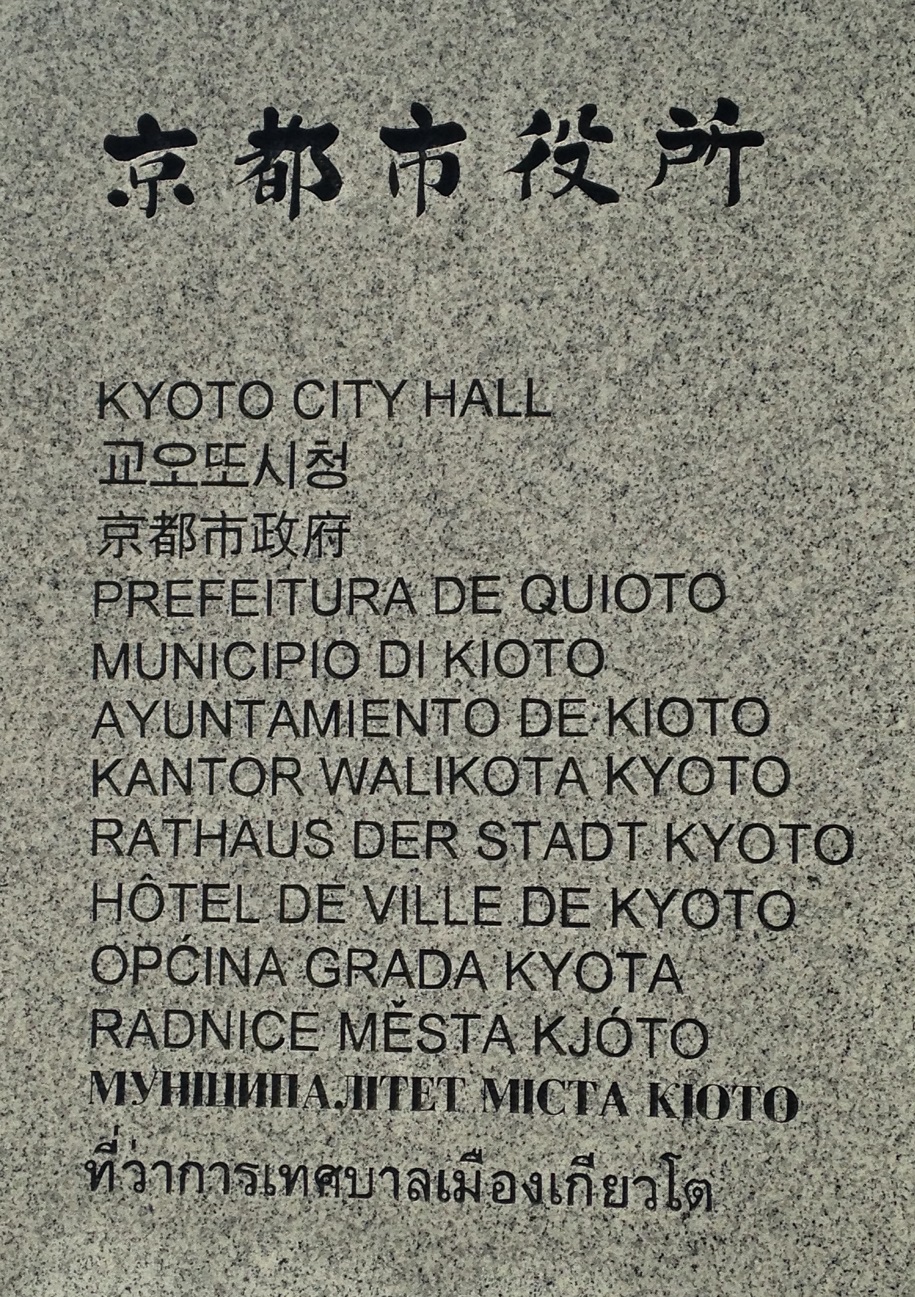 京都市役所
KYOTO CITY HALL
교오또시청
京都市政府
PREFEITURA DE QUIOTO
MUNICIPIO DI KIOTO
AYUNTAMIENTO DE KIOTO
KANTOR WALIKOTA KYOTO
RATHAUS DER STADT KYOTO
HÔTEL DE VILLE DE KYOTO
OPĆINA GRADA KYOTA
RADNICE MĚSTA KJÓTO
МУНІЦИПАЛІТЕТ МІСТА КІОТО
ที่ว่าการเทศบาลเมืองเกียวโต